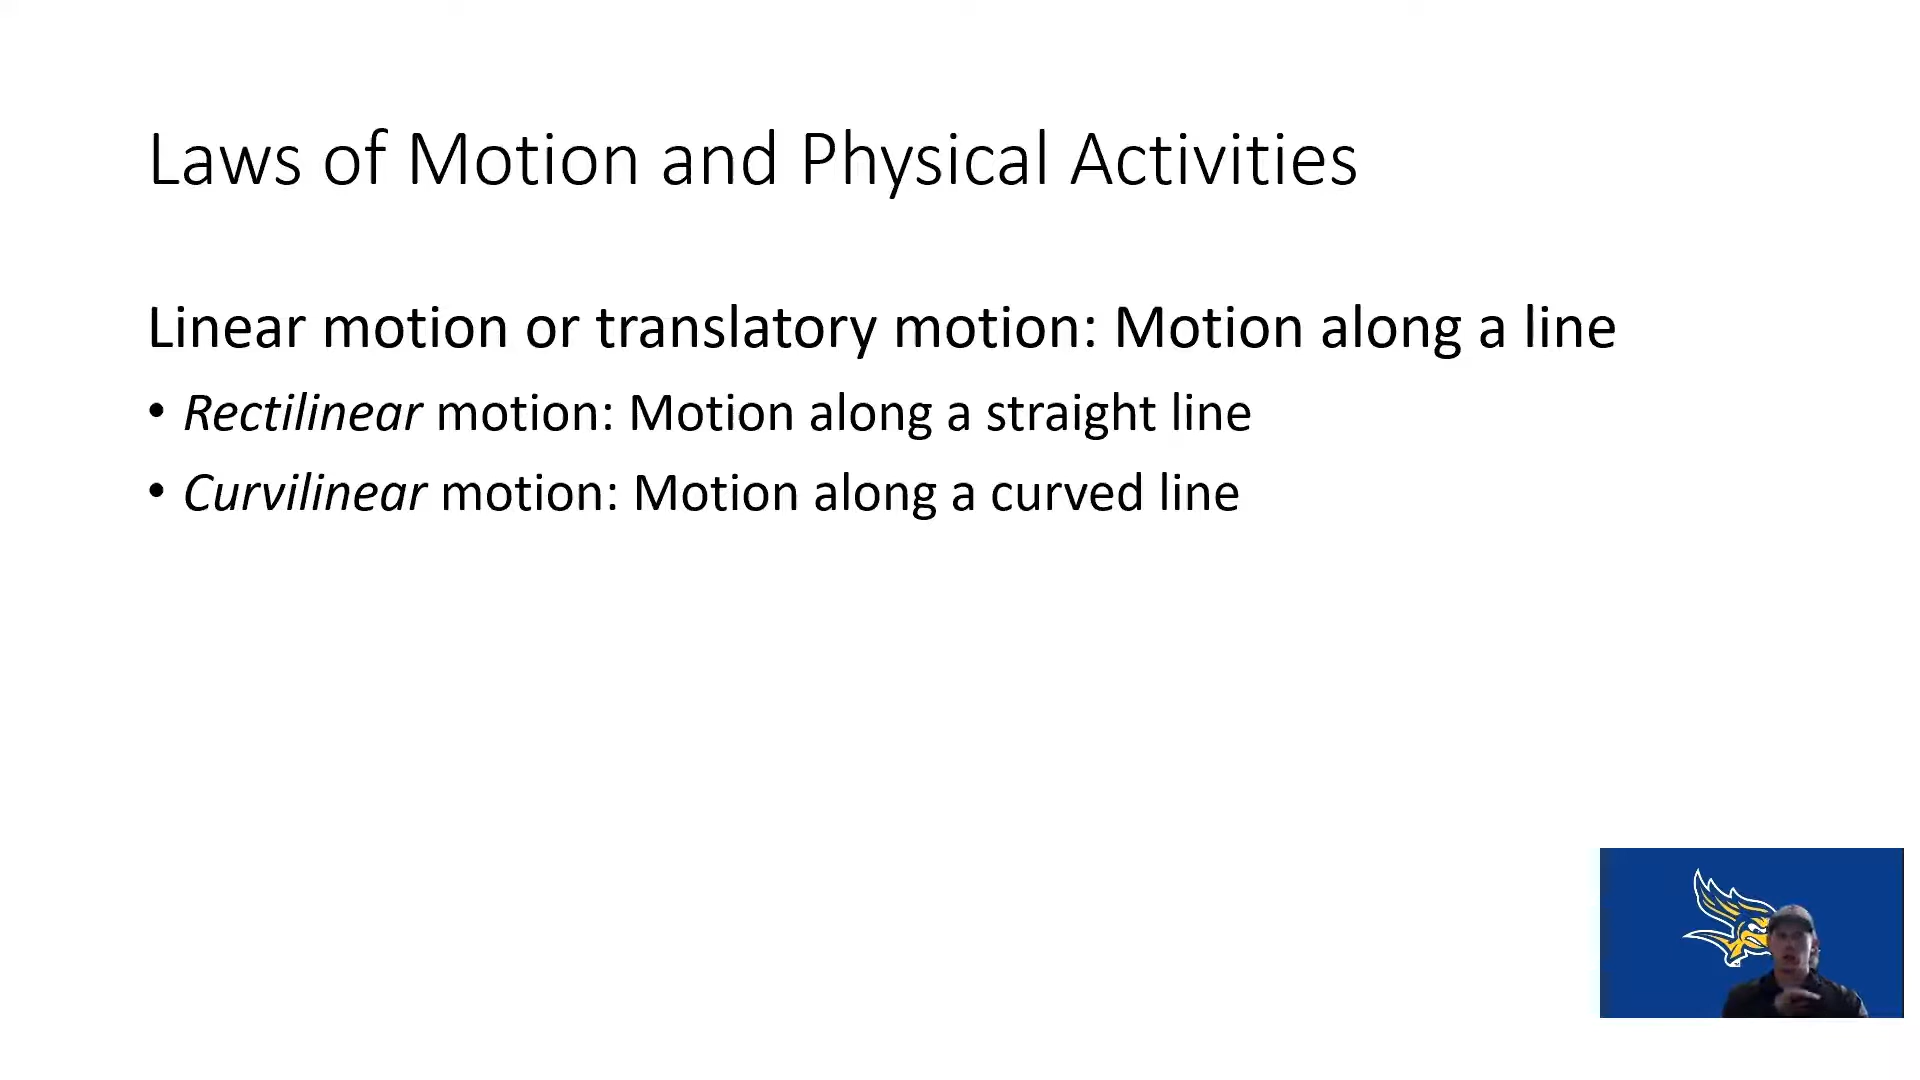 Laws of Motion and Physical Activities
Linear motion or translatory motion: Motion along a line
• Rectilinear motion: Motion along a straight line
• Curvilinear motion: Motion along a curved line